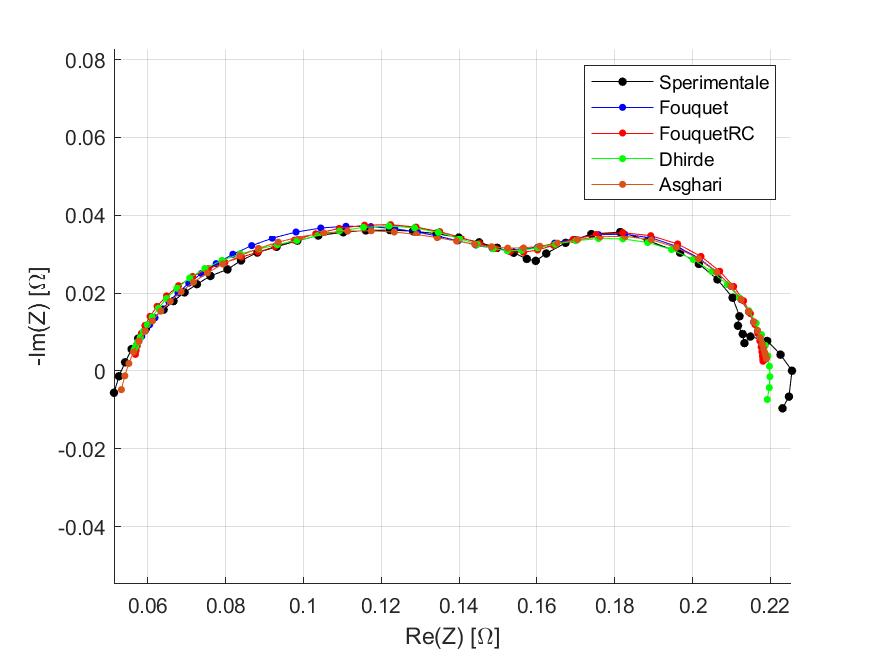 0.08
0.06
0.04
0.02
0
-0.02
-0.04
-Im(Z) [Ω]
Sperimentale
Fouquet
FouquetRC
Dhirde
Asghari
0.06 0.08 0.1 0.12 0.14 0.16 0.18 0.2 0.22
Re(Z) [Ω]